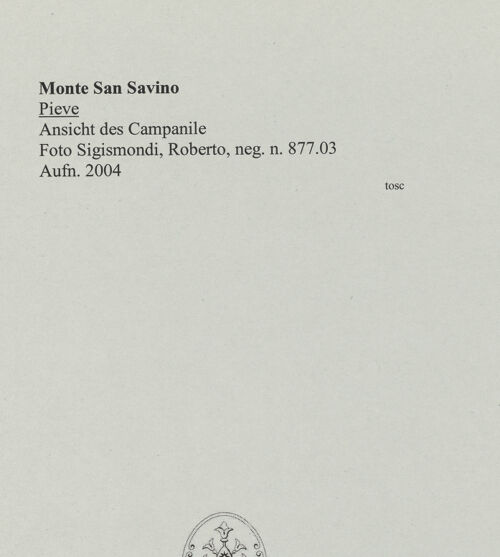 Monte San Savino
Pieve
Ansicht des Campanile
Foto Sigismondi, Roberto, neg. n. 877.03
Aufn. 2004
tosc